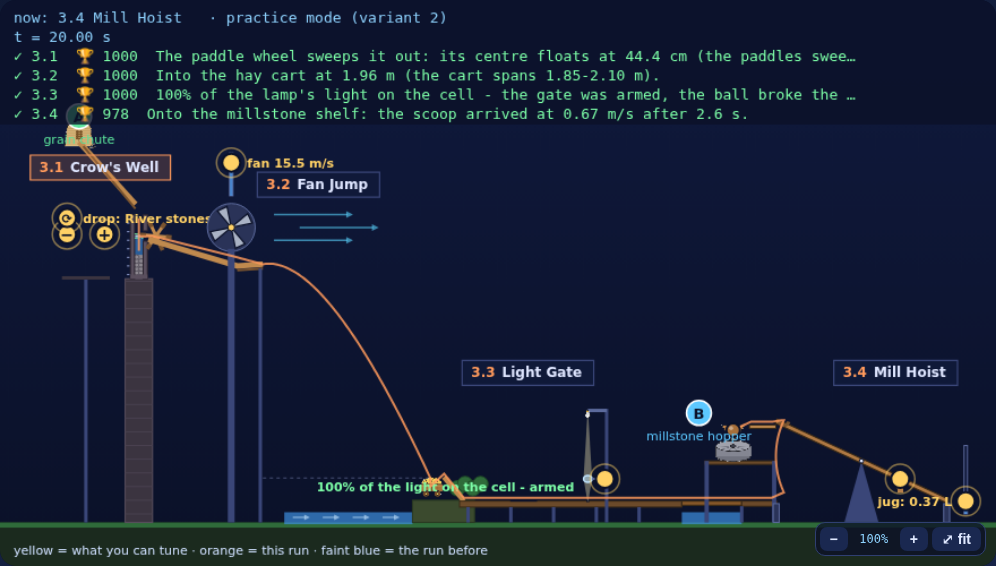 now: 3.4 Mill Hoist · practice mode (variant 2)
t = 20.00 s
✓ 3.1 🏆 1000 The paddle wheel sweeps it out: its centre floats at 44.4 cm (the paddles swee…
✓ 3.2 🏆 1000 Into the hay cart at 1.96 m (the cart spans 1.85-2.10 m).
✓ 3.3 🏆 1000 100% of the lamp's light on the cell - the gate was armed, the ball broke the …
✓ 3.4 🏆 978 Onto the millstone shelf: the scoop arrived at 0.67 m/s after 2.6 s.
3.1 Crow's Well
fan 15.5 m/s
3.2 Fan Jump
drop: River stones
3.3 Light Gate
3.4 Mill Hoist
B
millstone hopper
100% of the light on the cell - armed
jug: 0.37 L
− 100% + ⤢ fit
yellow = what you can tune · orange = this run · faint blue = the run before